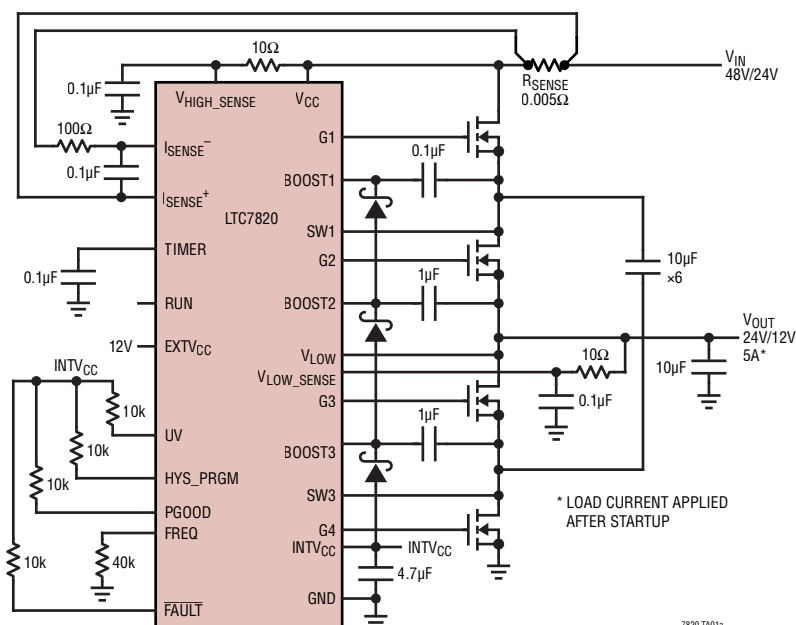 10Ω
V_IN
48V/24V
R_SENSE
0.005Ω
0.1µF
V_HIGH_SENSE
V_CC
100Ω
I_SENSE–
G1
0.1µF
0.1µF
BOOST1
I_SENSE+
LTC7820
SW1
TIMER
G2
10µF
×6
0.1µF
1µF
RUN
BOOST2
V_OUT
24V/12V
5A*
12V
EXTV_CC
V_LOW
10Ω
INTV_CC
V_LOW_SENSE
10µF
0.1µF
10k
G3
1µF
UV
10k
BOOST3
HYS_PRGM
10k
SW3
* LOAD CURRENT APPLIED
AFTER STARTUP
PGOOD
FREQ
G4
INTV_CC
INTV_CC
10k
40k
4.7µF
GND
FAULT
7820 TA01a